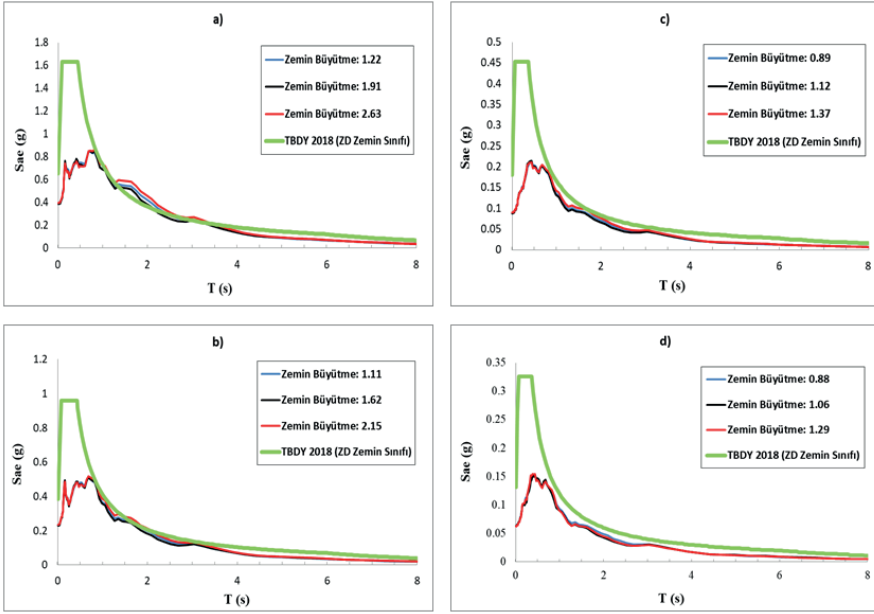 a)
1.8
1.6
1.4
1.2
1
0.8
0.6
0.4
0.2
0
Sae (g)
0 2 4 6 8
T (s)
Zemin Büyütme: 1.22
Zemin Büyütme: 1.91
Zemin Büyütme: 2.63
TBDY 2018 (ZD Zemin Sınıfı)
c)
0.5
0.45
0.4
0.35
0.3
0.25
0.2
0.15
0.1
0.05
0
Sae (g)
0 2 4 6 8
T (s)
Zemin Büyütme: 0.89
Zemin Büyütme: 1.12
Zemin Büyütme: 1.37
TBDY 2018 (ZD Zemin Sınıfı)
b)
1.2
1
0.8
0.6
0.4
0.2
0
Sae (g)
0 2 4 6 8
T (s)
Zemin Büyütme: 1.11
Zemin Büyütme: 1.62
Zemin Büyütme: 2.15
TBDY 2018 (ZD Zemin Sınıfı)
d)
0.35
0.3
0.25
0.2
0.15
0.1
0.05
0
Sae (g)
0 2 4 6 8
T (s)
Zemin Büyütme: 0.88
Zemin Büyütme: 1.06
Zemin Büyütme: 1.29
TBDY 2018 (ZD Zemin Sınıfı)